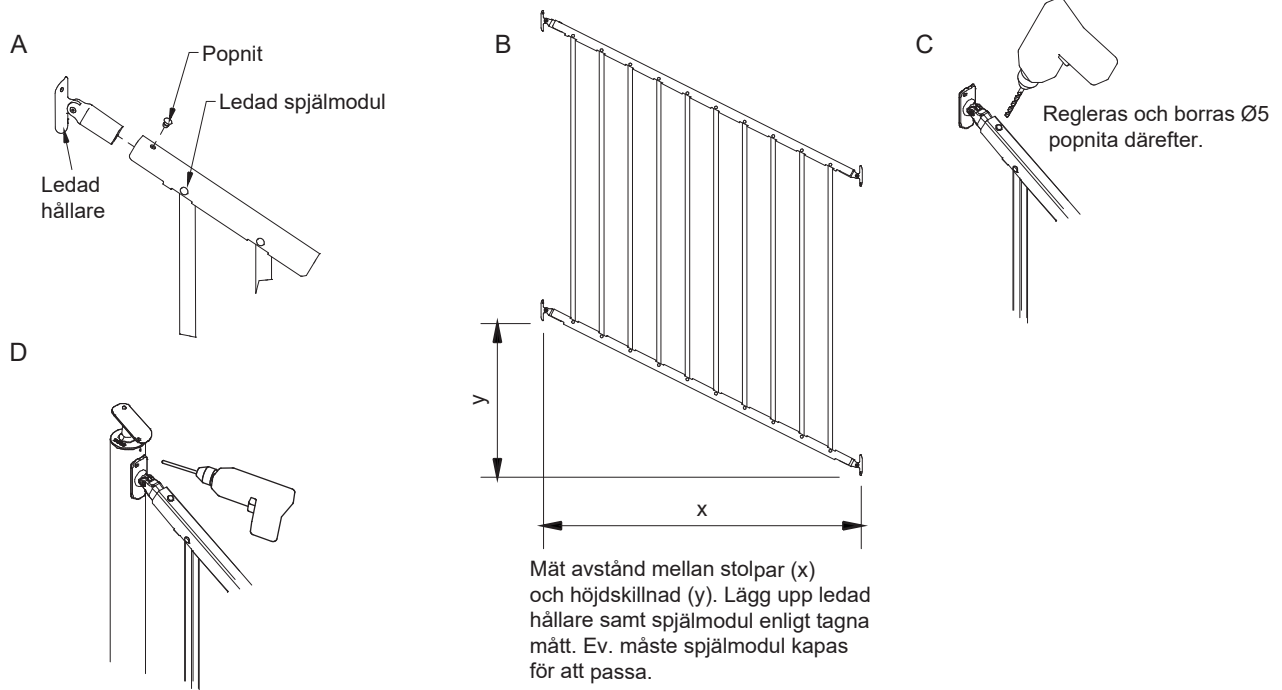 A
Popnit
Ledad spjälmodul
Ledad
hållare
B
y
x
Mät avstånd mellan stolpar (x)
och höjdskillnad (y). Lägg upp ledad
hållare samt spjälmodul enligt tagna
mått. Ev. måste spjälmodul kapas
för att passa.
C
Regleras och borras Ø5
popnita därefter.
D